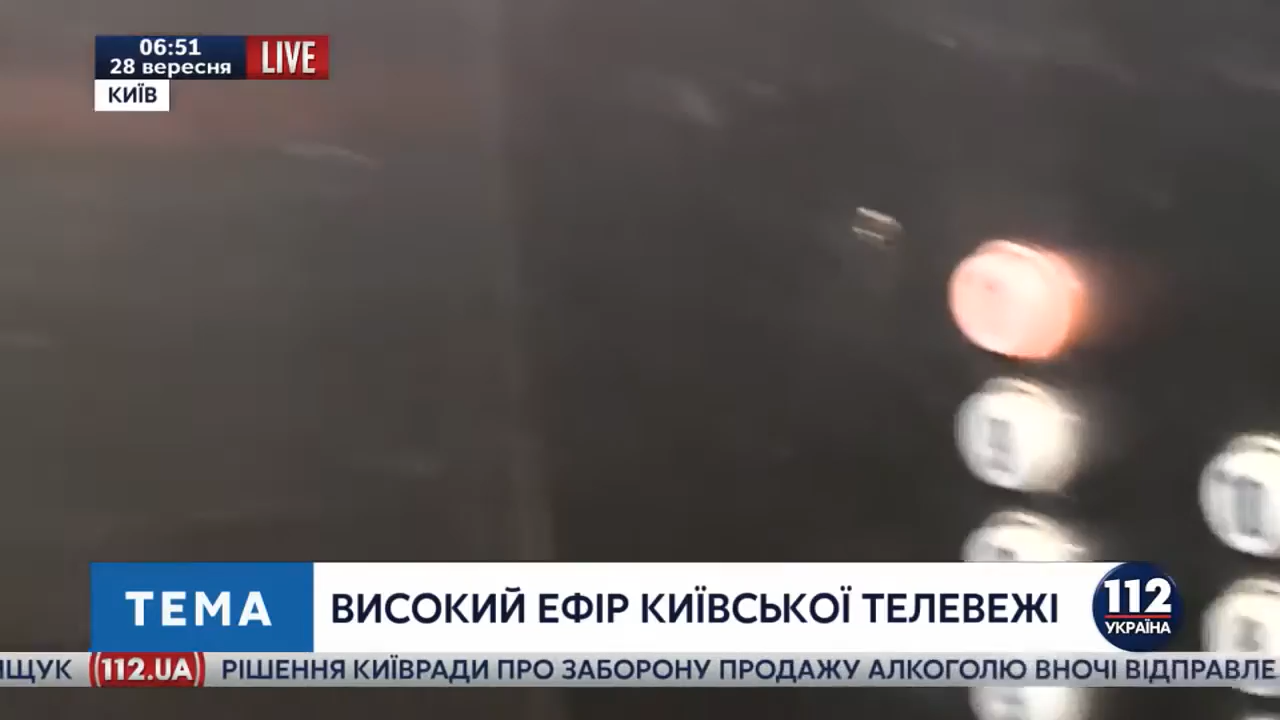 06:51
28 вересня
LIVE
КИЇВ
ТЕМА
ВИСОКИЙ ЕФІР КИЇВСЬКОЇ ТЕЛЕВЕЖІ
112
УКРАЇНА
112.UA
РІШЕННЯ КИЇВРАДИ ПРО ЗАБОРОНУ ПРОДАЖУ АЛКОГОЛЮ ВНОЧІ ВІДПРАВЛЕ